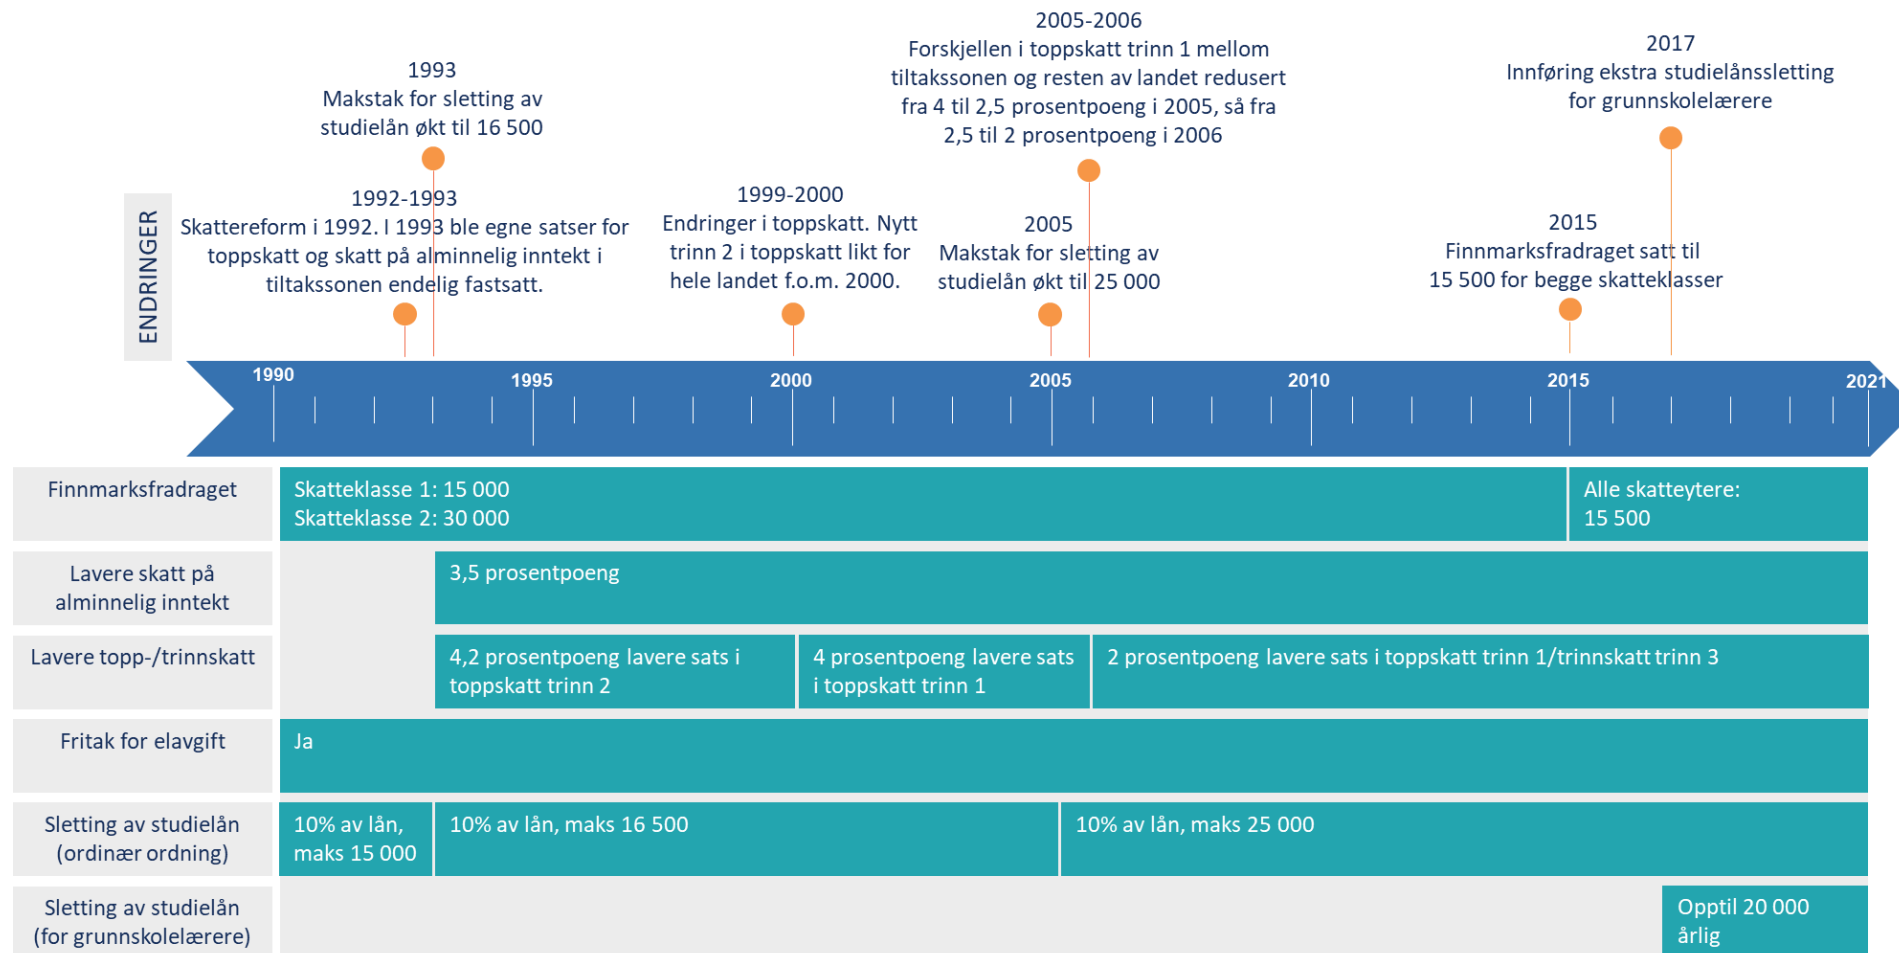 2005-2006
Forskjellen i toppskatt trinn 1 mellom
tiltakssonen og resten av landet redusert
fra 4 til 2,5 prosentpoeng i 2005, så fra
2,5 til 2 prosentpoeng i 2006
2017
Innføring ekstra studielånssletting
for grunnskolelærere
1993
Makstak for sletting av
studielån økt til 16 500
ENDRINGER
1992-1993
Skattereform i 1992. I 1993 ble egne satser for
toppskatt og skatt på alminnelig inntekt i
tiltakssonen endelig fastsatt.
1999-2000
Endringer i toppskatt. Nytt
trinn 2 i toppskatt likt for
hele landet f.o.m. 2000.
2005
Makstak for sletting av
studielån økt til 25 000
2015
Finnmarksfradraget satt til
15 500 for begge skatteklasser
1990
1995
2000
2005
2010
2015
2021
Finnmarksfradraget
Skatteklasse 1: 15 000
Skatteklasse 2: 30 000
Alle skatteytere:
15 500
Lavere skatt på
alminnelig inntekt
3,5 prosentpoeng
Lavere topp-/trinnskatt
4,2 prosentpoeng lavere sats i
toppskatt trinn 2
4 prosentpoeng lavere sats
i toppskatt trinn 1
2 prosentpoeng lavere sats i toppskatt trinn 1/trinnskatt trinn 3
Fritak for elavgift
Ja
Sletting av studielån
(ordinær ordning)
10% av lån,
maks 15 000
10% av lån, maks 16 500
10% av lån, maks 25 000
Sletting av studielån
(for grunnskolelærere)
Opptil 20 000
årlig